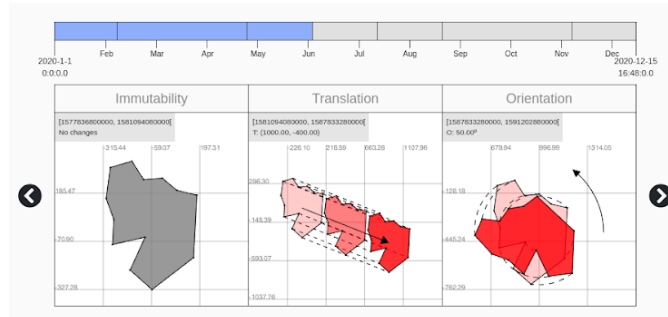 Feb Mar Apr May Jun Jul Aug Sep Oct Nov Dec
2020-1-1 2020-12-15
0:0:0.0 16:48:0.0
Immutability Translation Orientation
[1577836800000, 1581094080000[ [1581094080000, 1587833280000[ [1587833280000, 1591202880000[
No changes T: (1000.00, -400.00) O: 50.00º
-315.44 -59.07 197.31 -226.10 218.59 663.28 1107.96 679.94 996.99 1314.05
185.47 296.30 -128.18
-70.90 -148.39 -445.24
-327.28 -593.07 -762.29
-1037.76